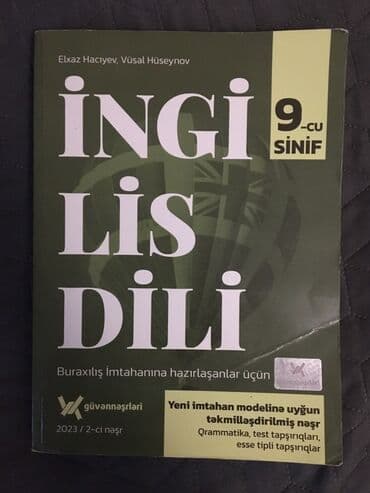 Elxaz Hacıyev, Vüsal Hüseynov
9-cu
SİNİF
İNGİ
LİS
DİLİ
Buraxılış İmtahanına hazırlaşanlar üçün
güvənnəşrləri
2023 / 2-ci nəşr
Yeni imtahan modelinə uyğun
təkmilləşdirilmiş nəşr
Qrammatika, test tapşırıqları,
esse tipli tapşırıqlar